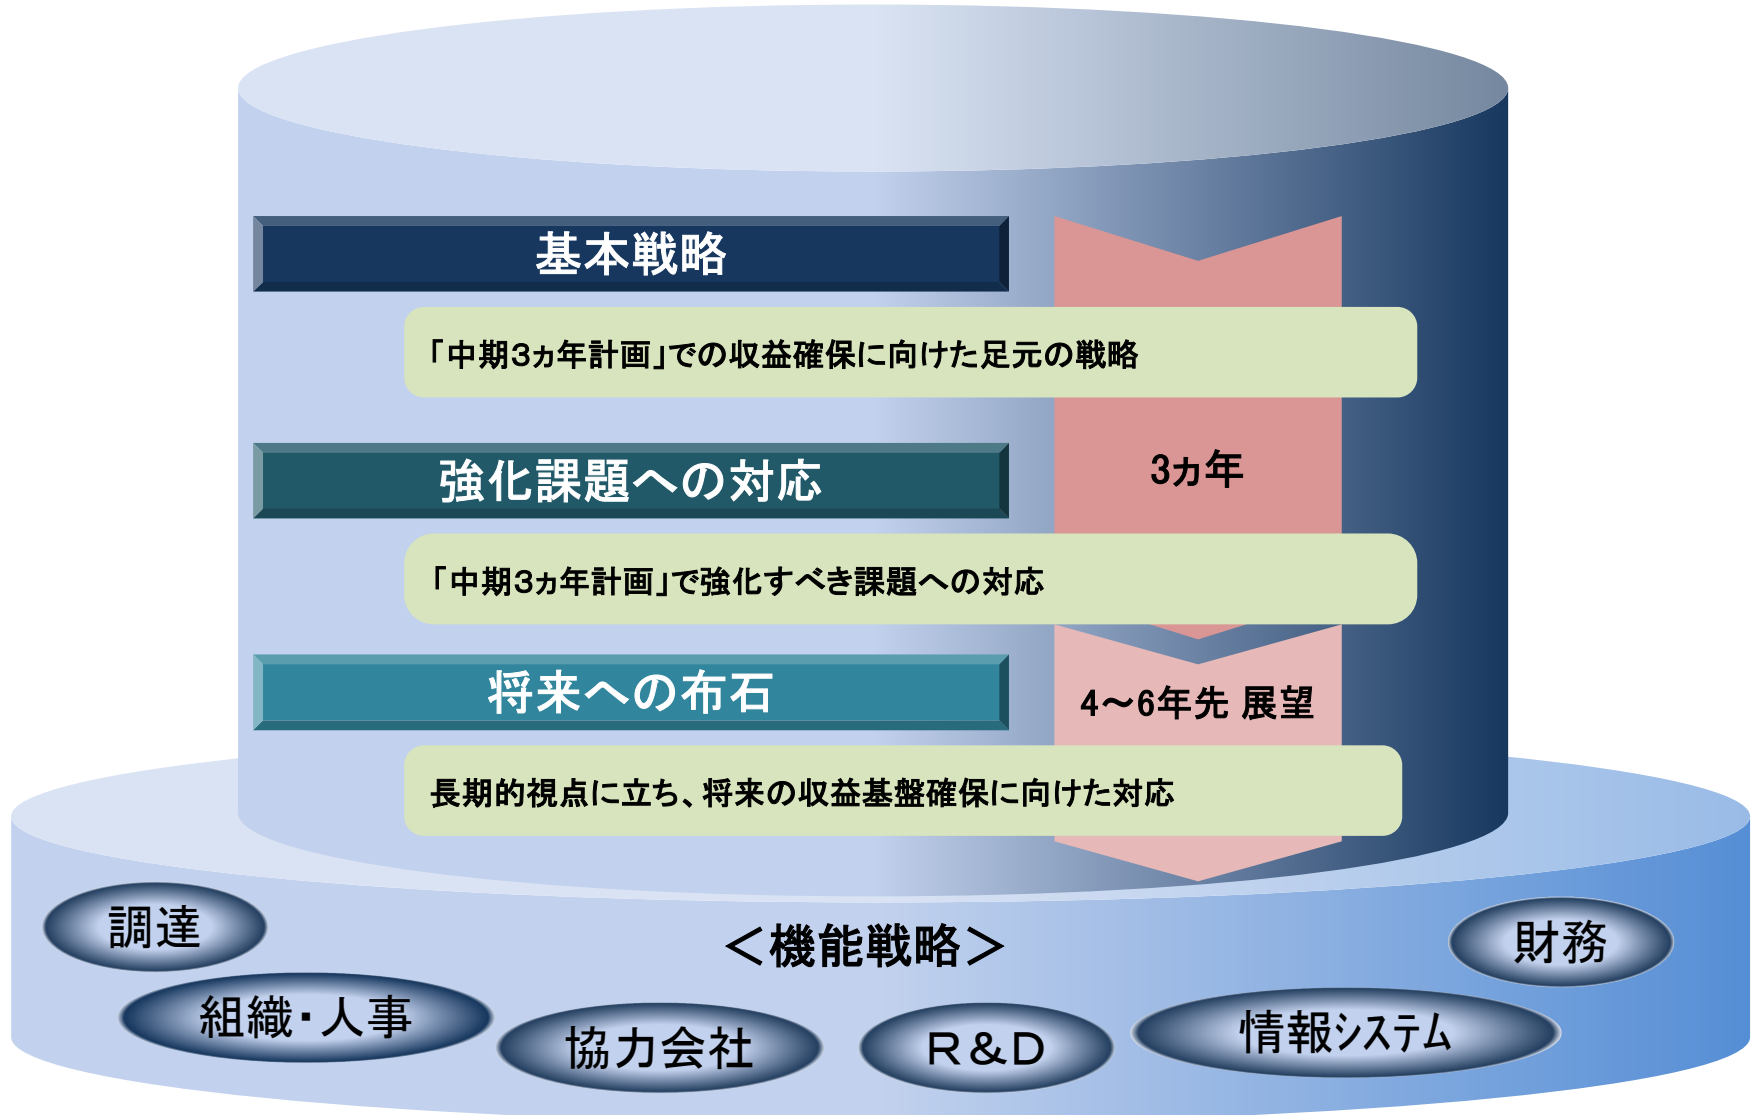 基本戦略
「中期３ヵ年計画」での収益確保に向けた足元の戦略
強化課題への対応
3ヵ年
「中期３ヵ年計画」で強化すべき課題への対応
将来への布石
4～6年先 展望
長期的視点に立ち、将来の収益基盤確保に向けた対応
＜機能戦略＞
調達
組織・人事
協力会社
Ｒ＆Ｄ
情報システム
財務